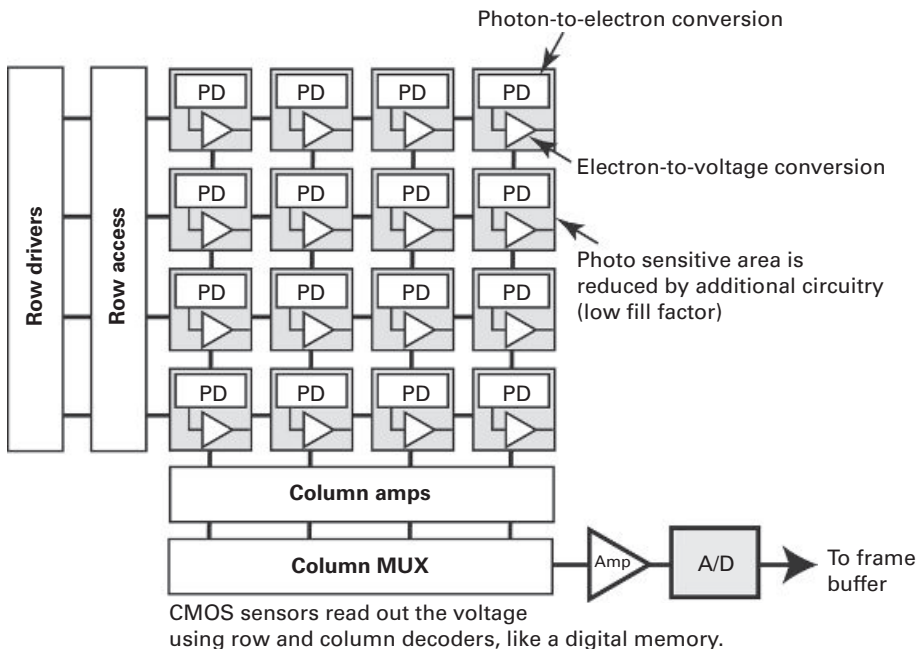 Photon-to-electron conversion
PD PD PD PD
Electron-to-voltage conversion
PD PD PD PD
Photo sensitive area is
reduced by additional circuitry
(low fill factor)
Row drivers
Row access
PD PD PD PD
PD PD PD PD
Column amps
Column MUX
Amp
A/D
To frame
buffer
CMOS sensors read out the voltage
using row and column decoders, like a digital memory.